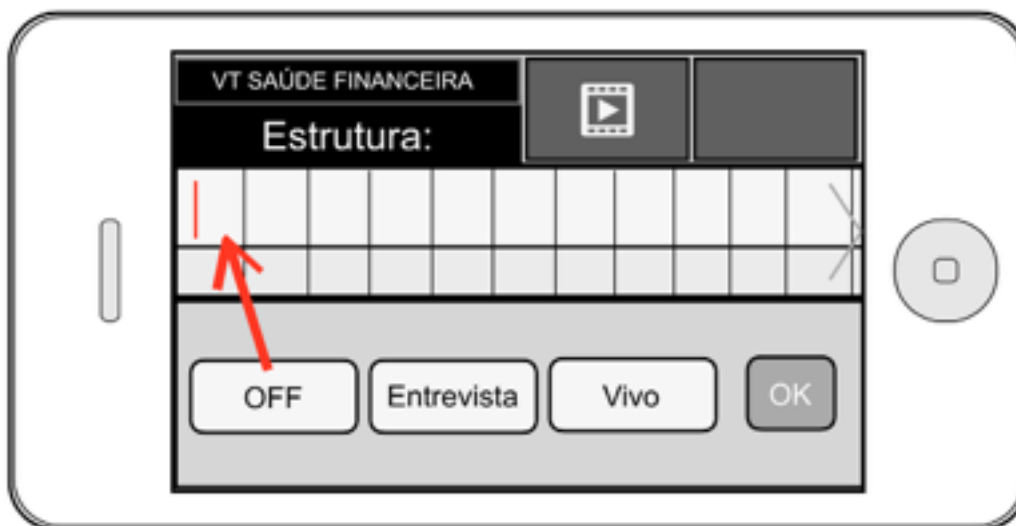 VT SAÚDE FINANCEIRA
Estrutura:
OFF
Entrevista
Vivo
OK